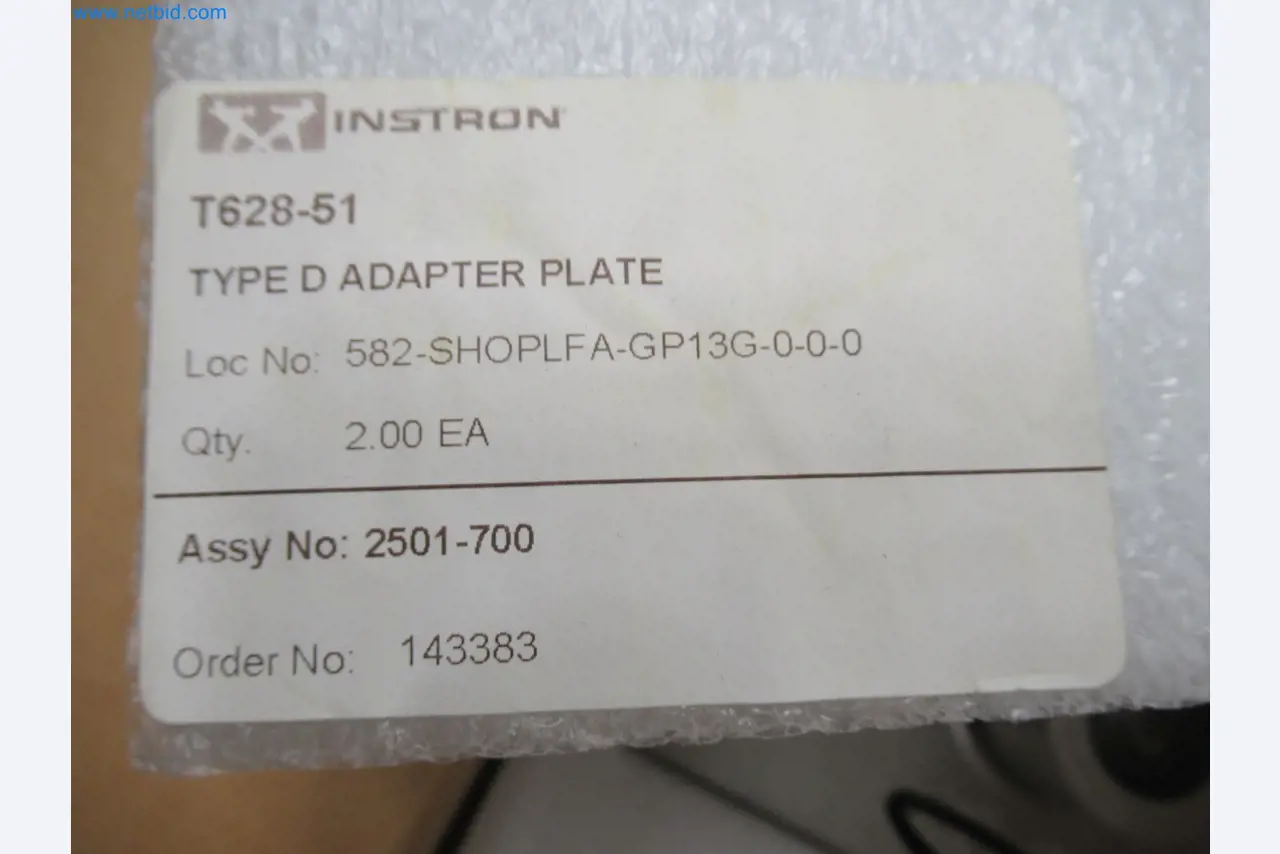 www.netbid.com
INSTRON
T628-51
TYPE D ADAPTER PLATE
Loc No: 582-SHOPLFA-GP13G-0-0-0
Qty. 2.00 EA
Assy No: 2501-700
Order No: 143383